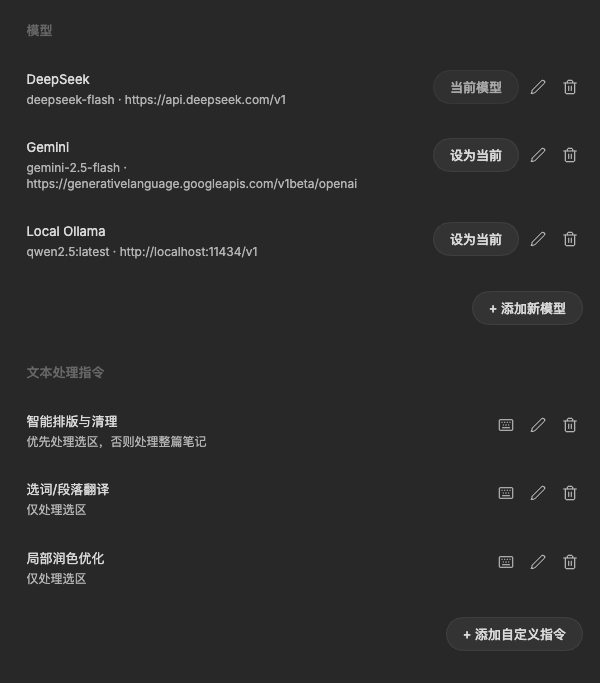 模型
DeepSeek
deepseek-flash · https://api.deepseek.com/v1
当前模型
Gemini
gemini-2.5-flash ·
https://generativelanguage.googleapis.com/v1beta/openai
设为当前
Local Ollama
qwen2.5:latest · http://localhost:11434/v1
设为当前
+ 添加新模型
文本处理指令
智能排版与清理
优先处理选区，否则处理整篇笔记
选词/段落翻译
仅处理选区
局部润色优化
仅处理选区
+ 添加自定义指令